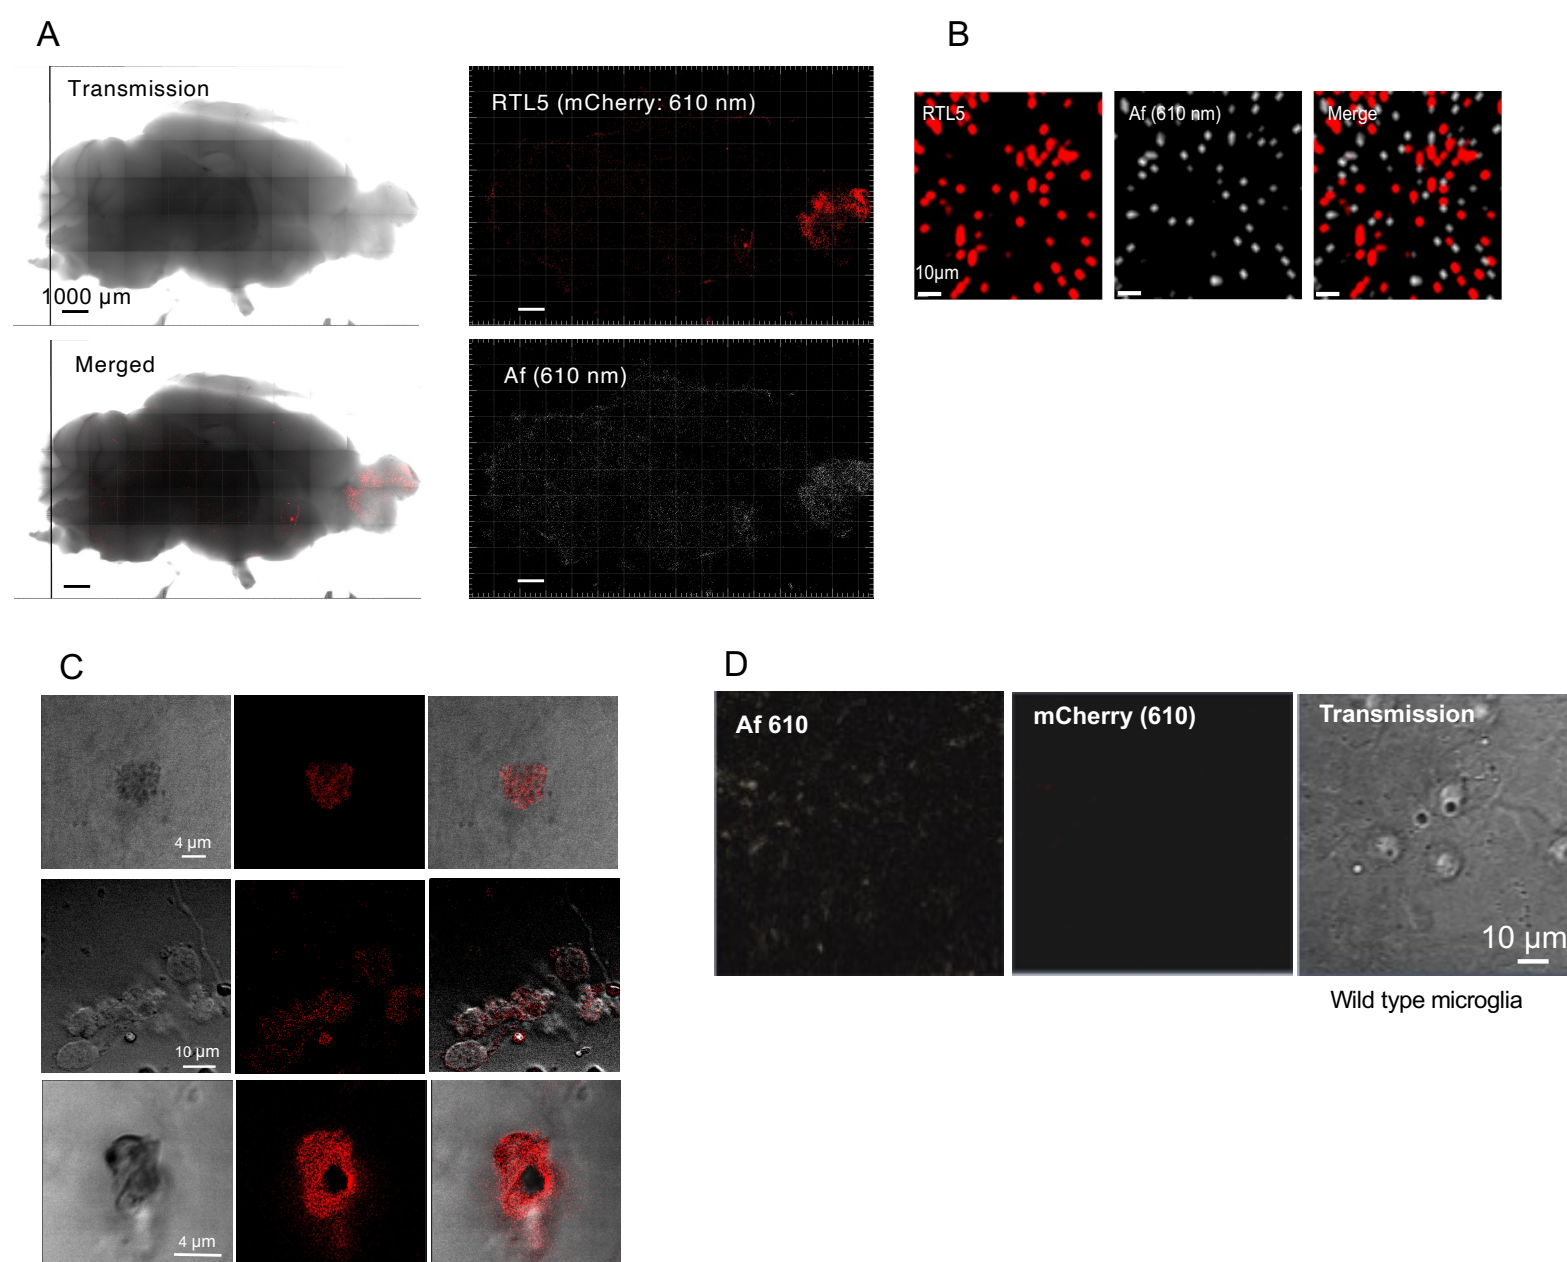 A
B
Transmission
RTL5 (mCherry: 610 nm)
RTL5
Af (610 nm)
Merge
10µm
1000 µm
Merged
Af (610 nm)
C
D
Af 610
mCherry (610)
Transmission
4 µm
10 µm
10 µm
Wild type microglia
4 µm